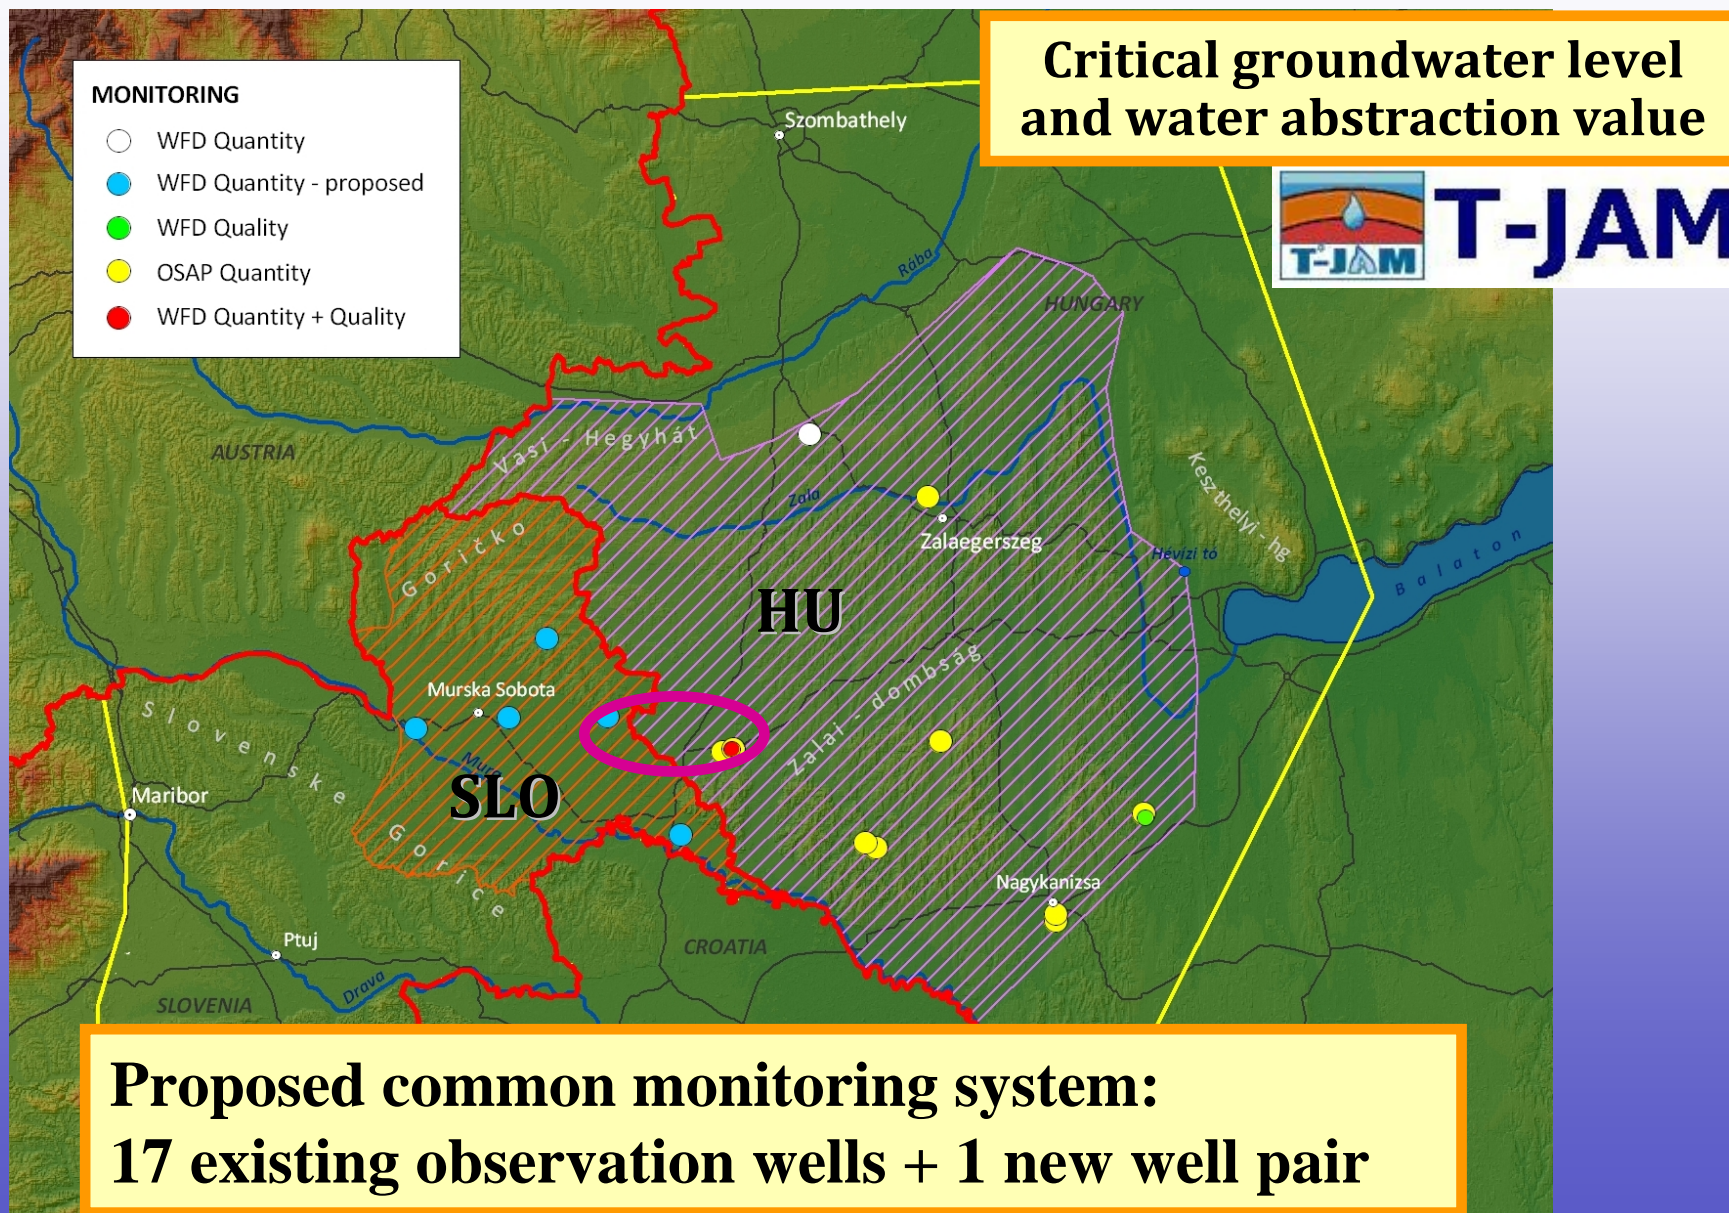 Critical groundwater level
and water abstraction value
T-JAM
T-JAM
MONITORING
WFD Quantity
WFD Quantity - proposed
WFD Quality
OSAP Quantity
WFD Quantity + Quality
Szombathely
Rába
HUNGARY
AUSTRIA
Vasi - Hegyhát
Keszthelyi - hg
Zala
Goričko
Zalaegerszeg
Hévízi tó
Balaton
HU
Zalai - dombság
Murska Sobota
Slovenske Gorice
Mura
SLO
Maribor
Nagykanizsa
Ptuj
CROATIA
Drava
SLOVENIA
Proposed common monitoring system:
17 existing observation wells + 1 new well pair